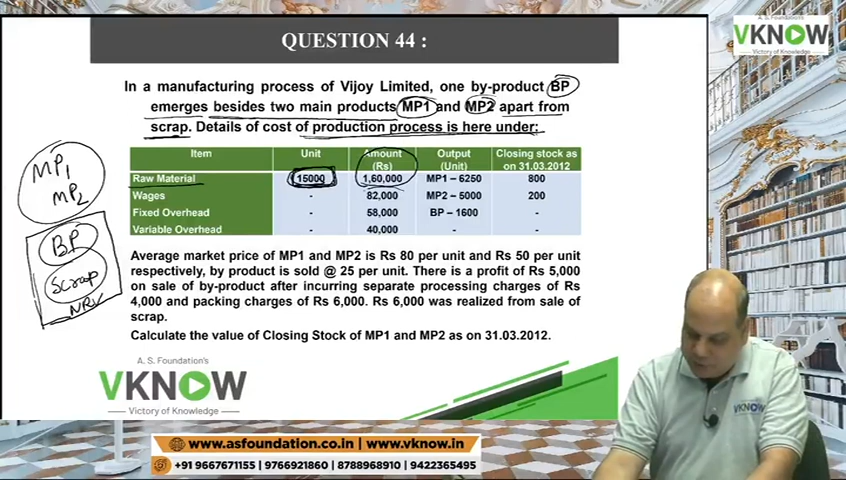 QUESTION 44 :
A. S. Foundation's
VKNOW
Victory of Knowledge
In a manufacturing process of Vijoy Limited, one by-product BP
emerges besides two main products MP1 and MP2 apart from
scrap. Details of cost of production process is here under:
Item Unit Amount (Rs) Output (Unit) Closing stock as on 31.03.2012
Raw Material 15000 1,60,000 MP1 – 6250 800
Wages - 82,000 MP2 – 5000 200
Fixed Overhead - 58,000 BP – 1600 -
Variable Overhead - 40,000 - -
MP1
MP2
BP
Scrap
NRV
Average market price of MP1 and MP2 is Rs 80 per unit and Rs 50 per unit
respectively, by product is sold @ 25 per unit. There is a profit of Rs 5,000
on sale of by-product after incurring separate processing charges of Rs
4,000 and packing charges of Rs 6,000. Rs 6,000 was realized from sale of
scrap.
Calculate the value of Closing Stock of MP1 and MP2 as on 31.03.2012.
A. S. Foundation's
VKNOW
- Victory of Knowledge -
VKNOW
www.asfoundation.co.in | www.vknow.in
+91 9667671155 | 9766921860 | 8788968910 | 9422365495